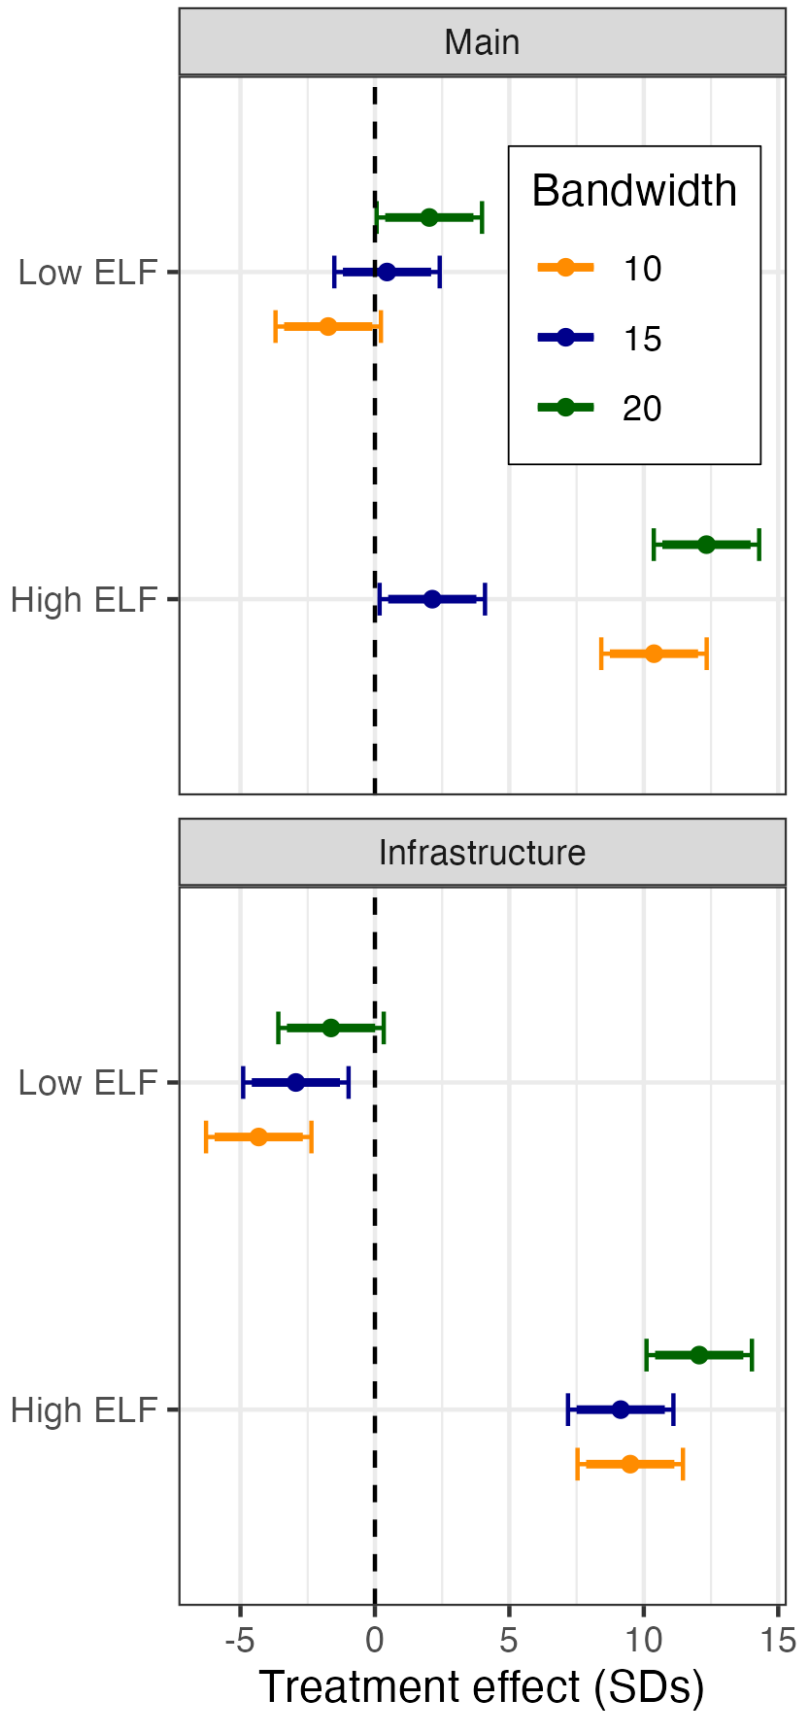 Main
Bandwidth
10
15
20
Low ELF
High ELF
Infrastructure
Low ELF
High ELF
-5 0 5 10 15
Treatment effect (SDs)